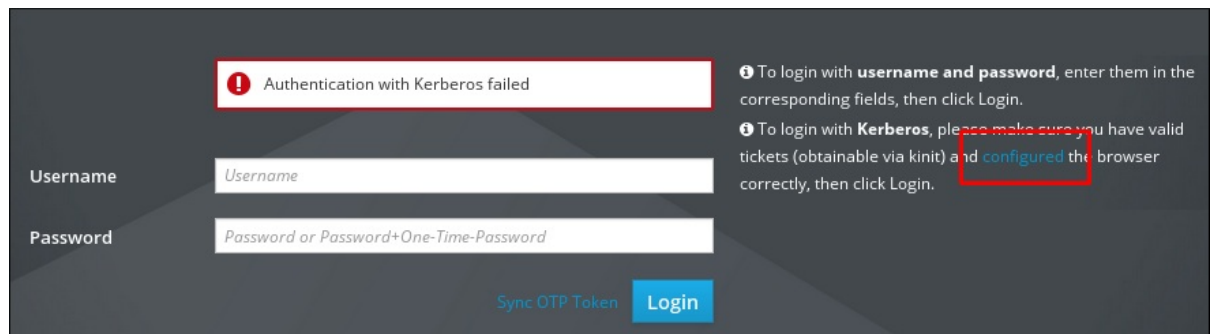 Authentication with Kerberos failed
Username
Username
Password
Password or Password+One-Time-Password
Sync OTP Token
Login
To login with username and password, enter them in the
corresponding fields, then click Login.
To login with Kerberos, please make sure you have valid
tickets (obtainable via kinit) and configured the browser
correctly, then click Login.